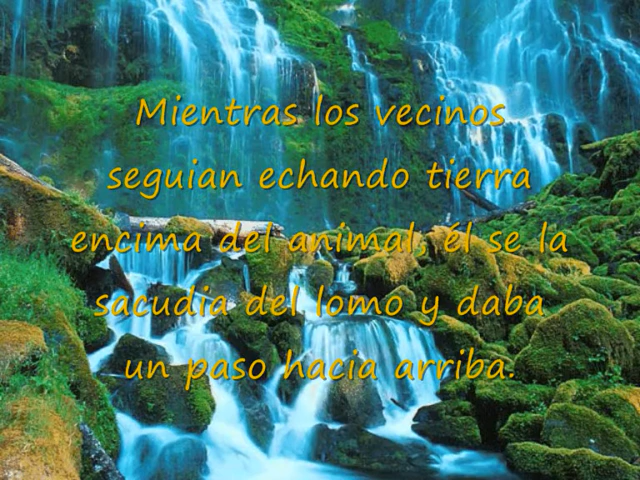 Mientras los vecinos
seguian echando tierra
encima del animal, él se la
sacudia del lomo y daba
un paso hacia arriba.